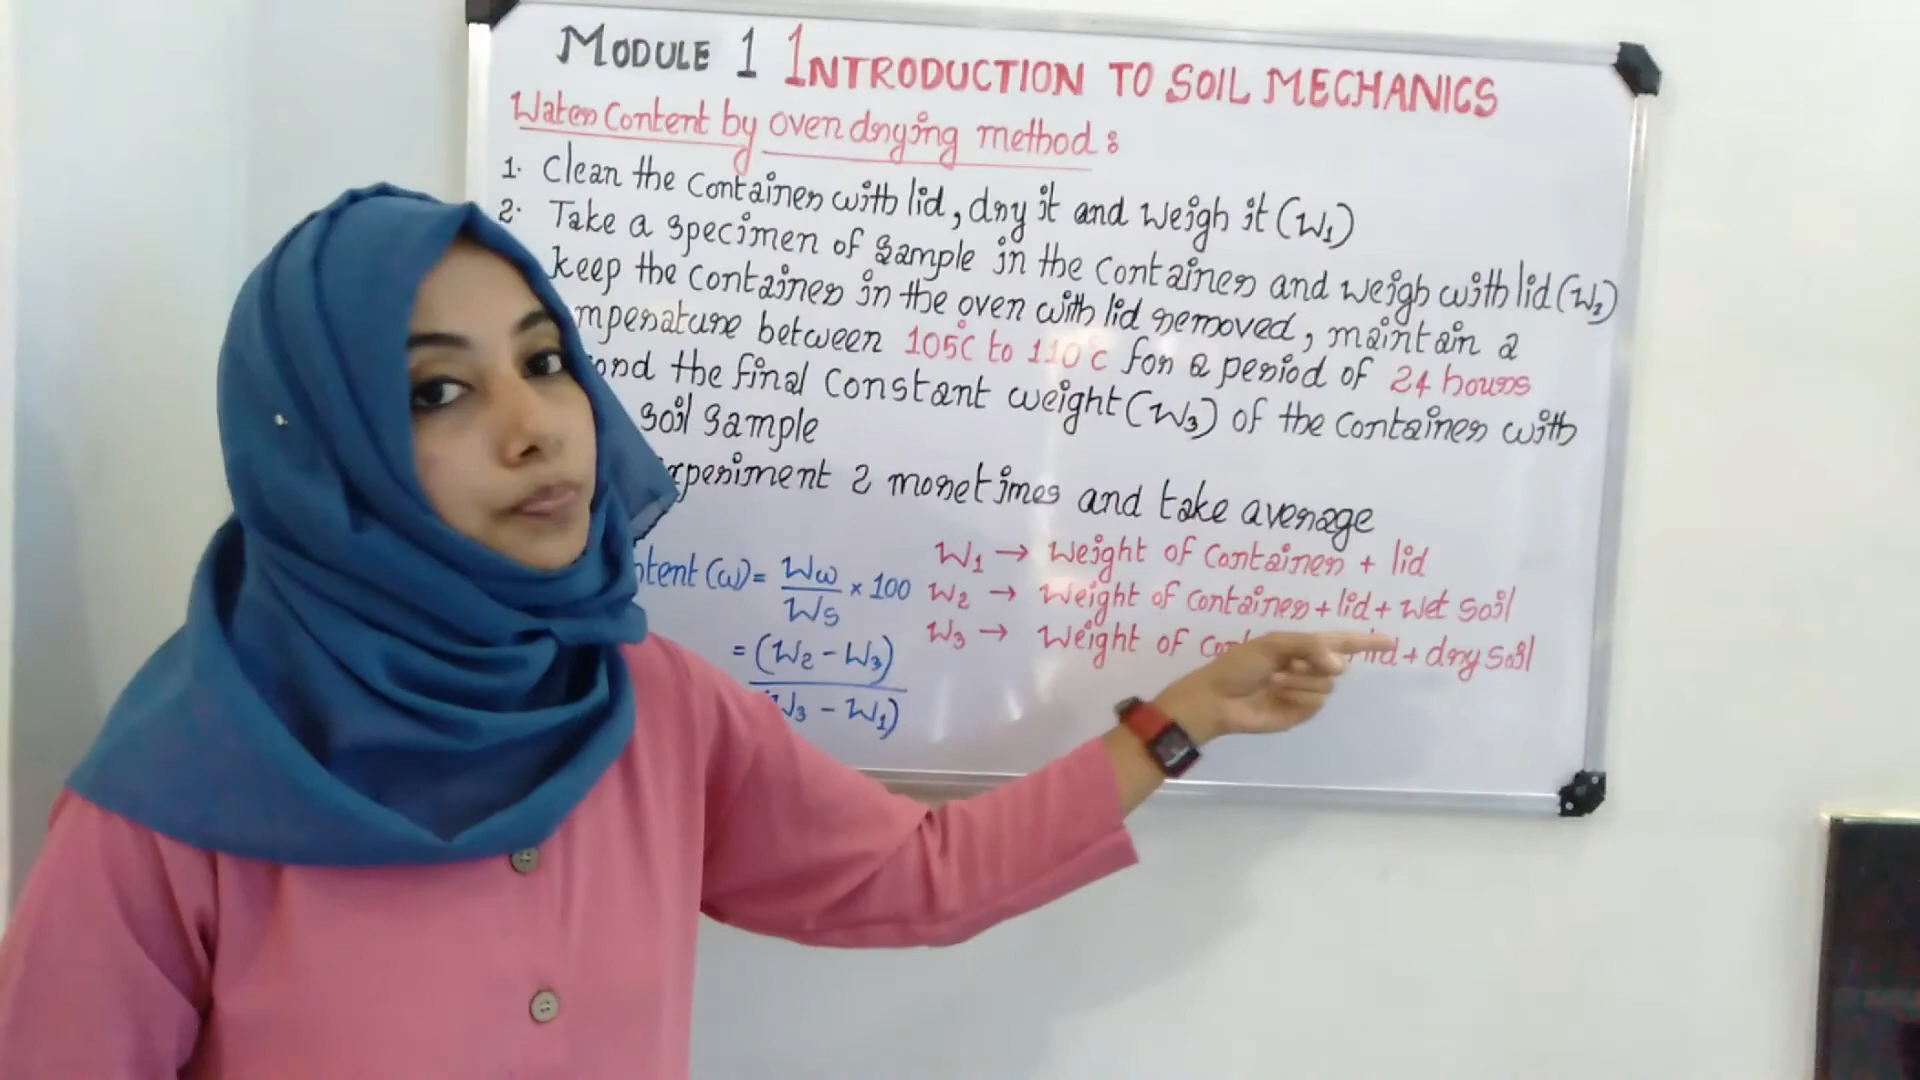 MODULE 1 INTRODUCTION TO SOIL MECHANICS
Water Content by oven drying method:
1. Clean the Container with lid, dry it and weigh it (W1)
2. Take a specimen of sample in the container and weigh with lid (W2)
keep the container in the oven with lid removed, maintain a
mperature between 105°C to 110°C for a period of 24 hours
the final constant weight (W3) of the container with
soil sample
xperiment 2 more times and take average
ntent (w) = Ww/Ws × 100
= (W2 - W3)
W3 - W1)
W1 → weight of container + lid
W2 → weight of container + lid + wet soil
W3 → weight of lid + dry soil